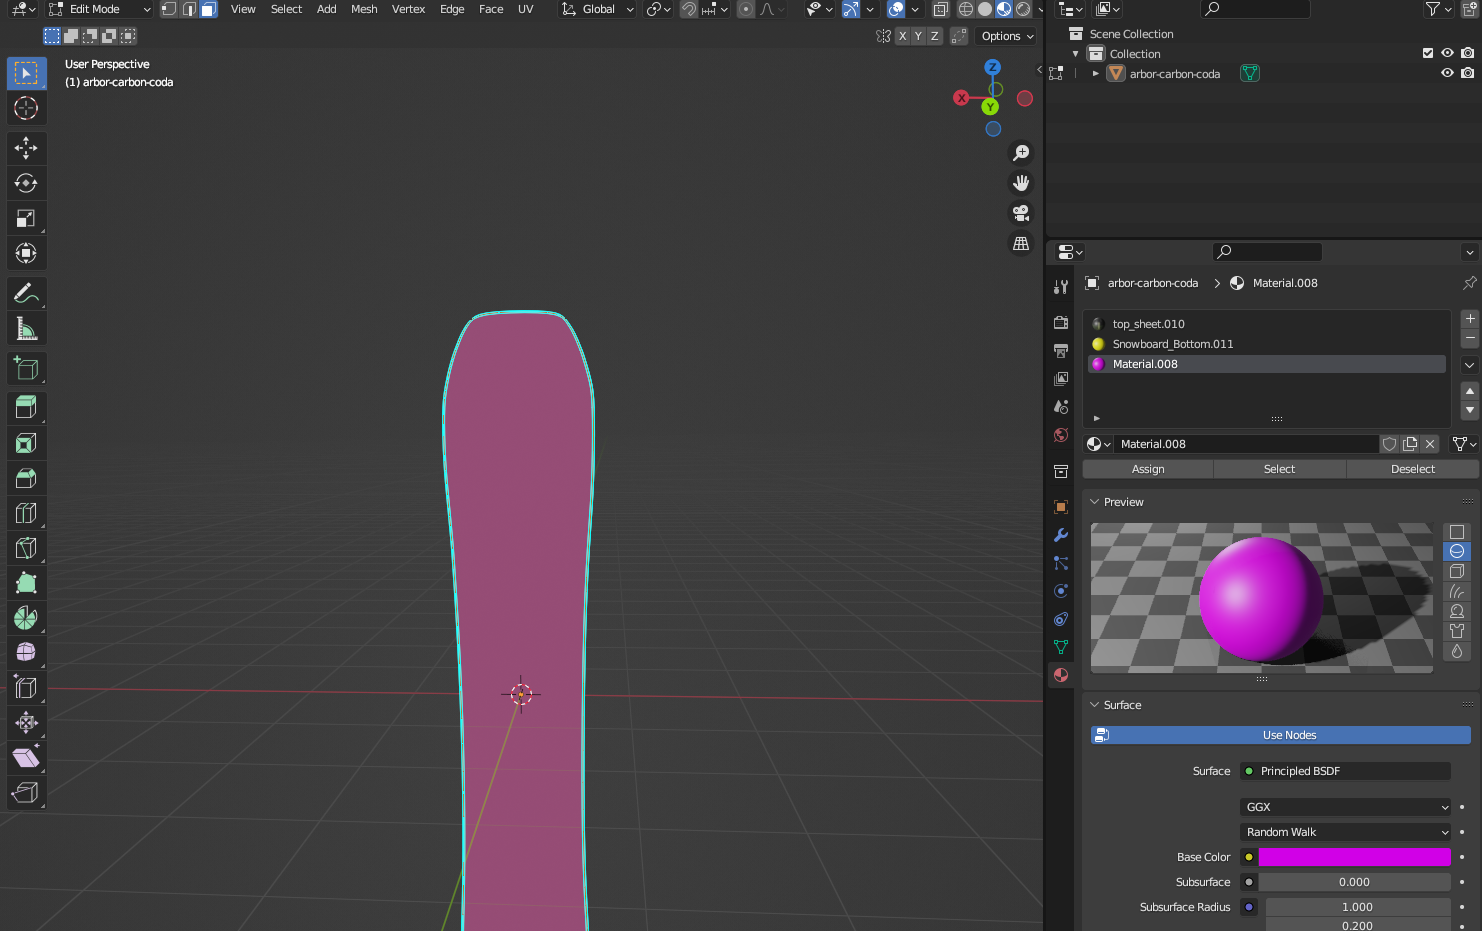 Edit Mode View Select Add Mesh Vertex Edge Face UV Global
X Y Z Options
User Perspective
(1) arbor-carbon-coda
Z
X
Y
Scene Collection
Collection
arbor-carbon-coda
arbor-carbon-coda Material.008
top_sheet.010
Snowboard_Bottom.011
Material.008
Material.008
Assign Select Deselect
Preview
Surface
Use Nodes
Surface Principled BSDF
GGX
Random Walk
Base Color
Subsurface 0.000
Subsurface Radius 1.000
0.200